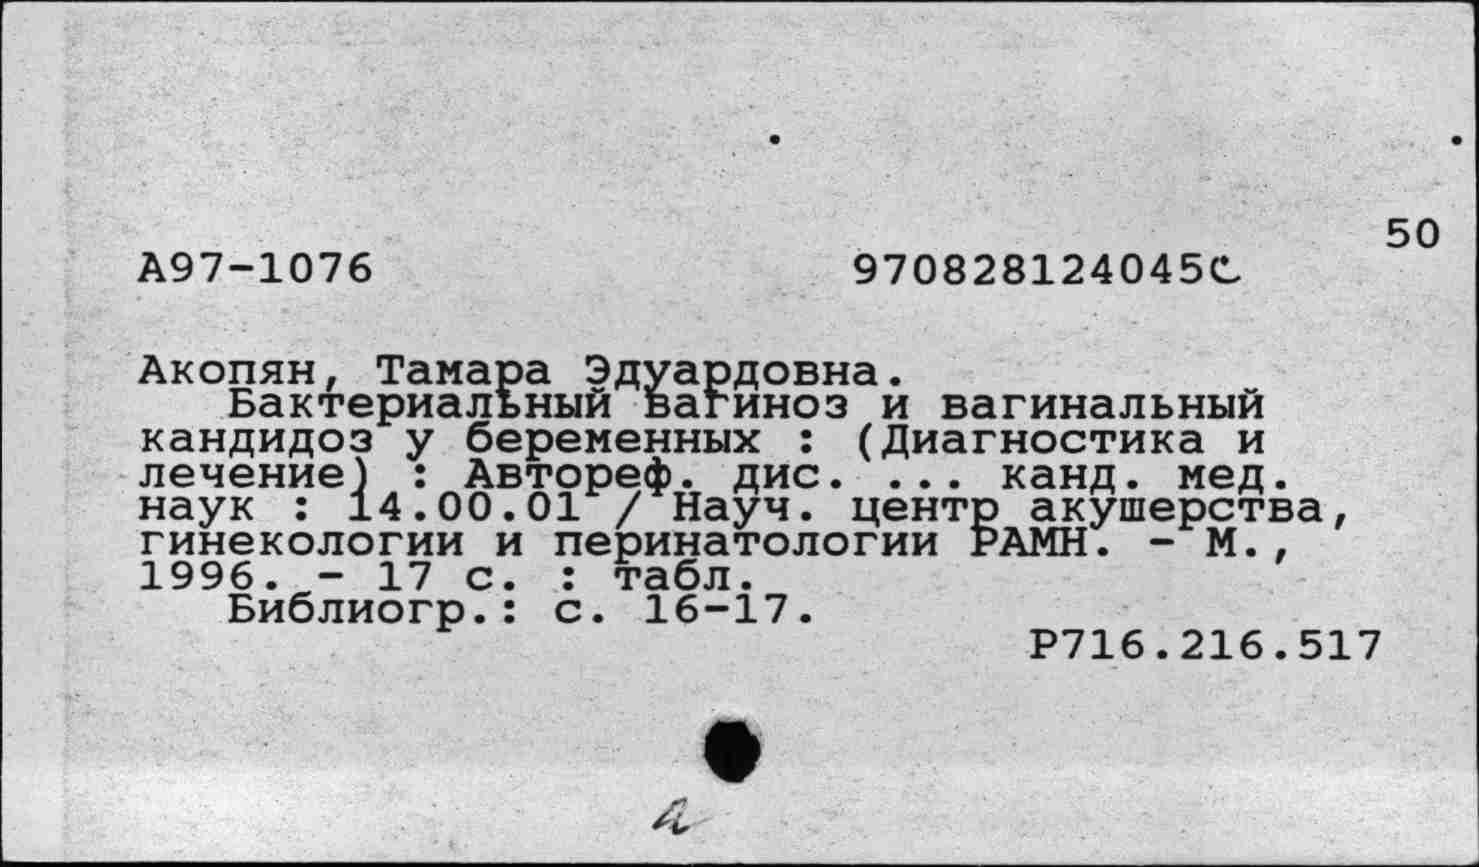 50
А97-1076 970828124045С
Акопян, Тамара Эдуардовна.
Бактериальный вагиноз и вагинальный
кандидоз у беременных : (Диагностика и
лечение) : Автореф. дис. ... канд. мед.
наук : 14.00.01 / Науч. центр акушерства,
гинекологии и перинатологии РАМН. - М.,
1996. - 17 с. : табл.
Библиогр.: с. 16-17.
Р716.216.517
а